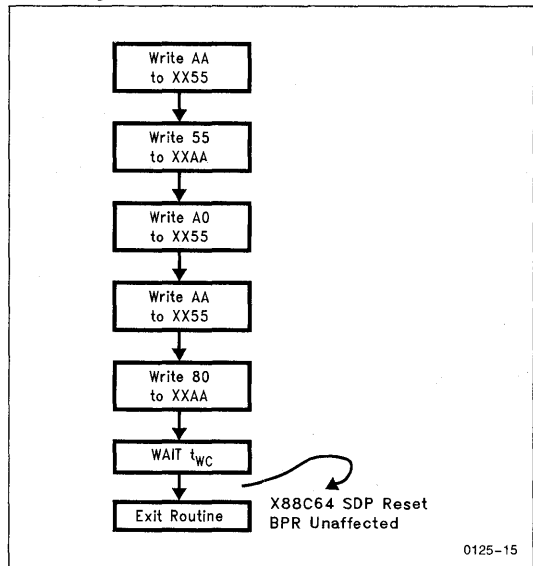 Write AA
to XX55
Write 55
to XXAA
Write A0
to XX55
Write AA
to XX55
Write 80
to XXAA
WAIT tWC
Exit Routine
X88C64 SDP Reset
BPR Unaffected
0125-15